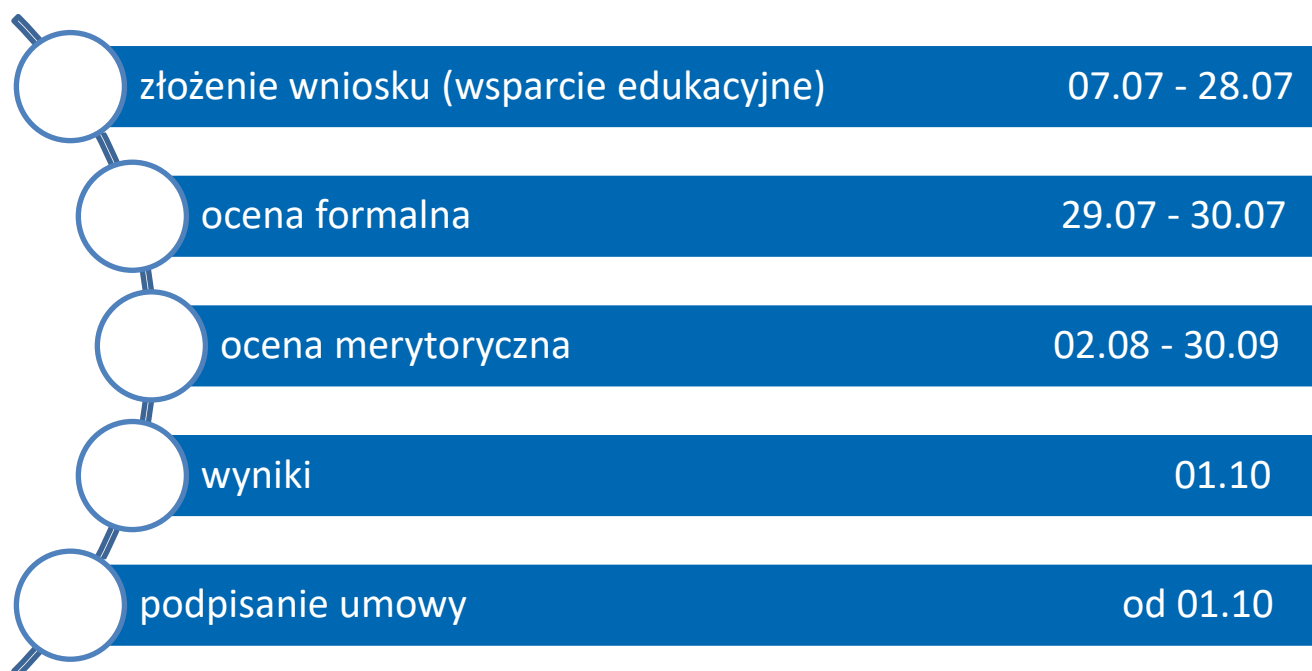 złożenie wniosku (wsparcie edukacyjne) 07.07 - 28.07
ocena formalna 29.07 - 30.07
ocena merytoryczna 02.08 - 30.09
wyniki 01.10
podpisanie umowy od 01.10